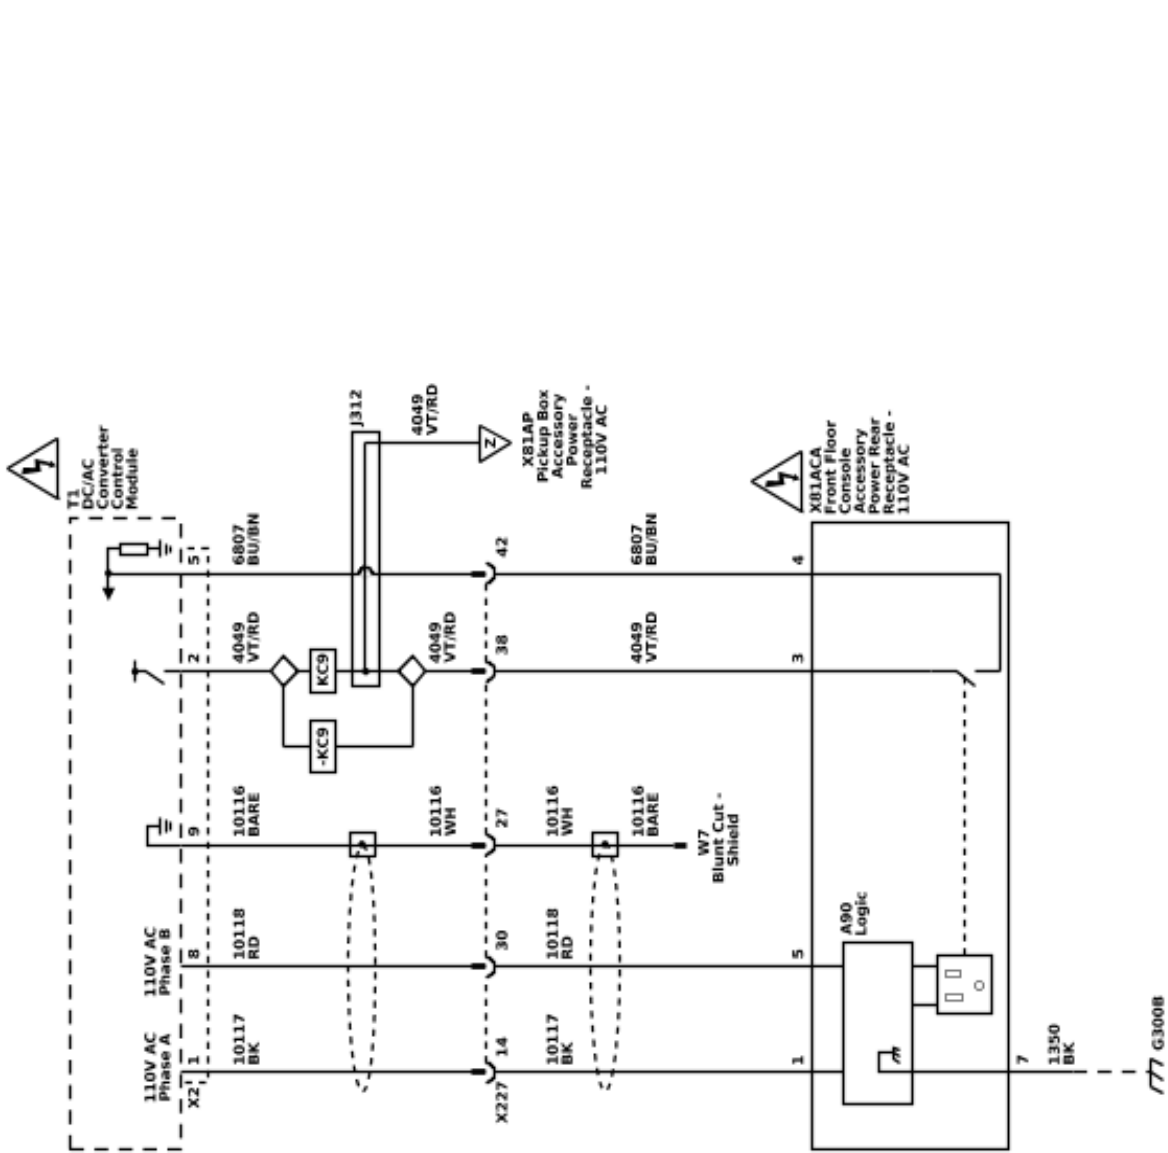 T1
DC/AC
Converter
Control
Module
110V AC
Phase A
110V AC
Phase B
X2
1
8
9
2
5
10117
BK
10118
RD
10116
BARE
4049
VT/RD
6807
BU/BN
-KC9
KC9
J312
4049
VT/RD
Z
X81AP
Pickup Box
Accessory
Power
Receptacle -
110V AC
10116
WH
4049
VT/RD
X227
14
30
27
38
42
10117
BK
10118
RD
10116
WH
10116
BARE
4049
VT/RD
6807
BU/BN
W7
Blunt Cut -
Shield
1
5
3
4
X81ACA
Front Floor
Console
Accessory
Power Rear
Receptacle -
110V AC
A90
Logic
7
1350
BK
G300B